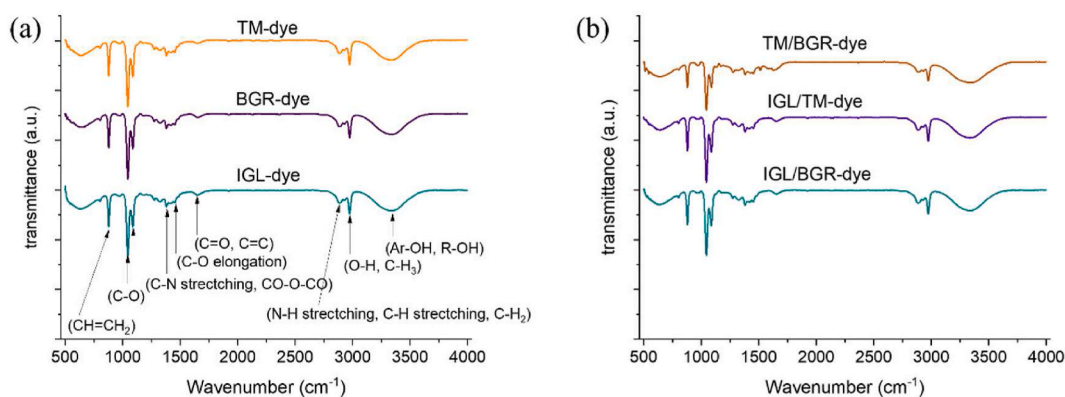 (a)
TM-dye
BGR-dye
IGL-dye
(C=O, C=C)
(Ar-OH, R-OH)
(C-O elongation)
(O-H, C-H₃)
(C-N strectching, CO-O-CO)
(C-O)
(N-H strectching, C-H strectching, C-H₂)
(CH=CH₂)
transmittance (a.u.)
500 1000 1500 2000 2500 3000 3500 4000
Wavenumber (cm⁻¹)
(b)
TM/BGR-dye
IGL/TM-dye
IGL/BGR-dye
transmittance (a.u.)
500 1000 1500 2000 2500 3000 3500 4000
Wavenumber (cm⁻¹)